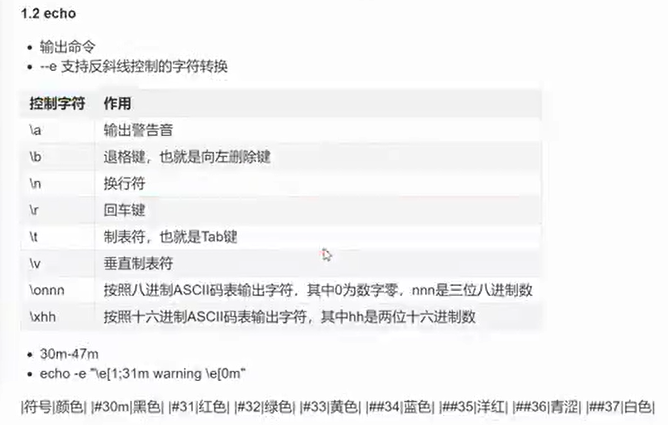 1.2 echo
输出命令
--e 支持反斜线控制的字符转换
控制字符 作用
\a 输出警告音
\b 退格键，也就是向左删除键
\n 换行符
\r 回车键
\t 制表符，也就是Tab键
\v 垂直制表符
\onnn 按照八进制ASCII码表输出字符，其中0为数字零，nnn是三位八进制数
\xhh 按照十六进制ASCII码表输出字符，其中hh是两位十六进制数
30m-47m
echo -e "\e[1;31m warning \e[0m"
|符号|颜色| |#30m|黑色| |#31|红色| |#32|绿色| |#33|黄色| |##34|蓝色| |##35|洋红| |##36|青涩| |##37|白色|